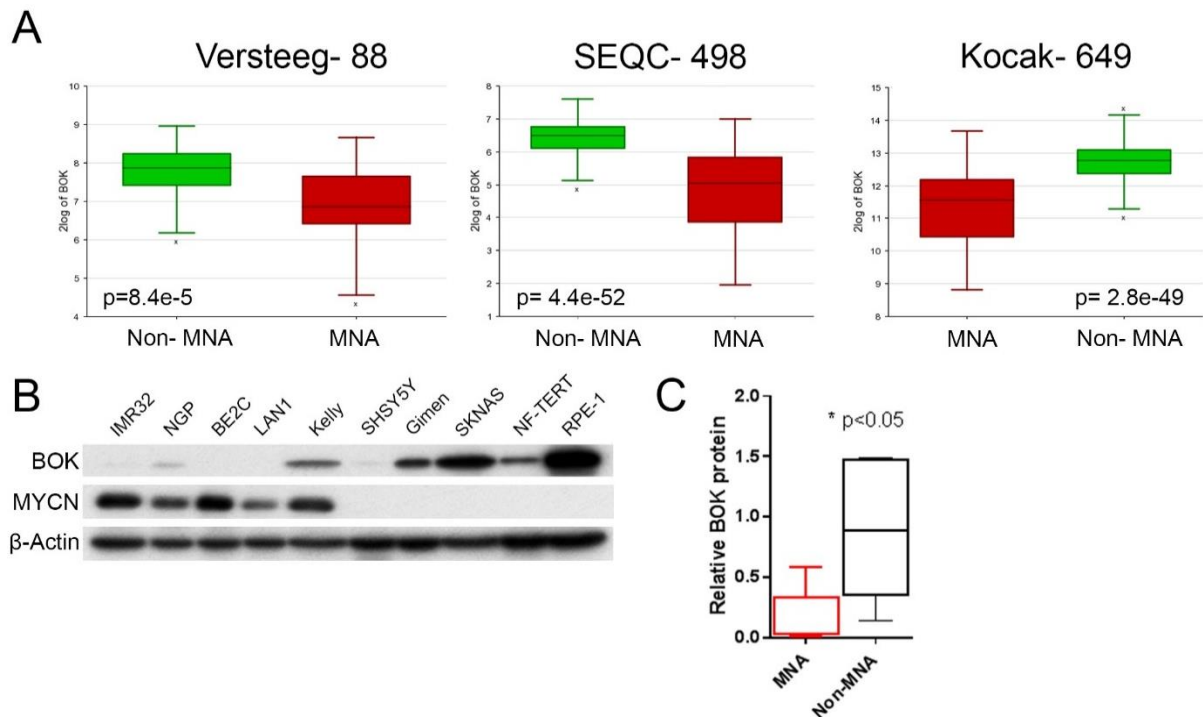 A
Versteeg- 88
2log of BOK
10
9
8
7
6
5
4
p=8.4e-5
Non- MNA MNA
SEQC- 498
2log of BOK
8
7
6
5
4
3
2
1
p= 4.4e-52
Non- MNA MNA
Kocak- 649
2log of BOK
15
14
13
12
11
10
9
8
p= 2.8e-49
MNA Non- MNA
B
IMR32 NGP BE2C LAN1 Kelly SHSY5Y Gimen SKNAS NF-TERT RPE-1
BOK
MYCN
β-Actin
C
Relative BOK protein
2.0
1.5
1.0
0.5
0.0
* p<0.05
MNA Non-MNA